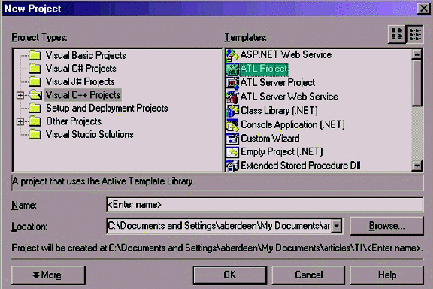 New Project
Project Types:
Templates:
Visual Basic Projects
Visual C# Projects
Visual J# Projects
Visual C++ Projects
Setup and Deployment Projects
Other Projects
Visual Studio Solutions
ASP.NET Web Service
ATL Project
ATL Server Project
ATL Server Web Service
Class Library (.NET)
Console Application (.NET)
Custom Wizard
Empty Project (.NET)
Extended Stored Procedure Dll
A project that uses the Active Template Library.
Name:
<Enter name>
Location:
C:\Documents and Settings\aberdeen\My Documents\ar
Browse...
Project will be created at C:\Documents and Settings\aberdeen\My Documents\articles\TI\<Enter name>.
More
OK
Cancel
Help